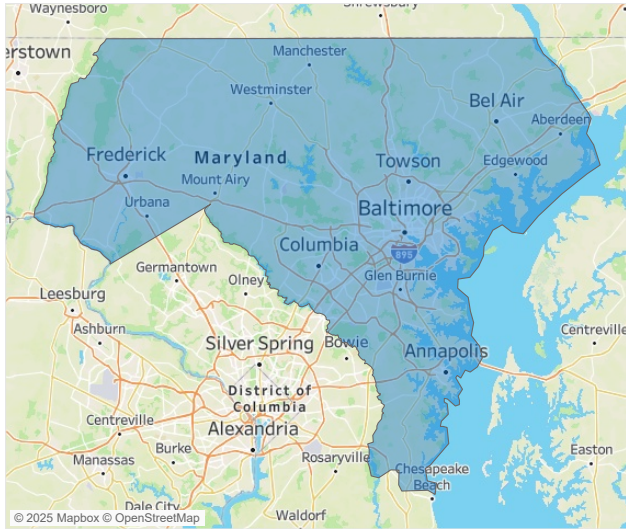 Waynesboro
Shrewsbury
erstown
Manchester
Westminster
Bel Air
Aberdeen
Frederick
Maryland
Towson
Edgewood
Mount Airy
Urbana
Baltimore
Columbia
895
Germantown
Glen Burnie
Olney
Leesburg
Ashburn
Silver Spring
Bowie
Annapolis
Centreville
District of
Columbia
Centreville
Alexandria
Burke
Rosaryville
Manassas
Chesapeake
Beach
Easton
Dale City
Waldorf
© 2025 Mapbox © OpenStreetMap